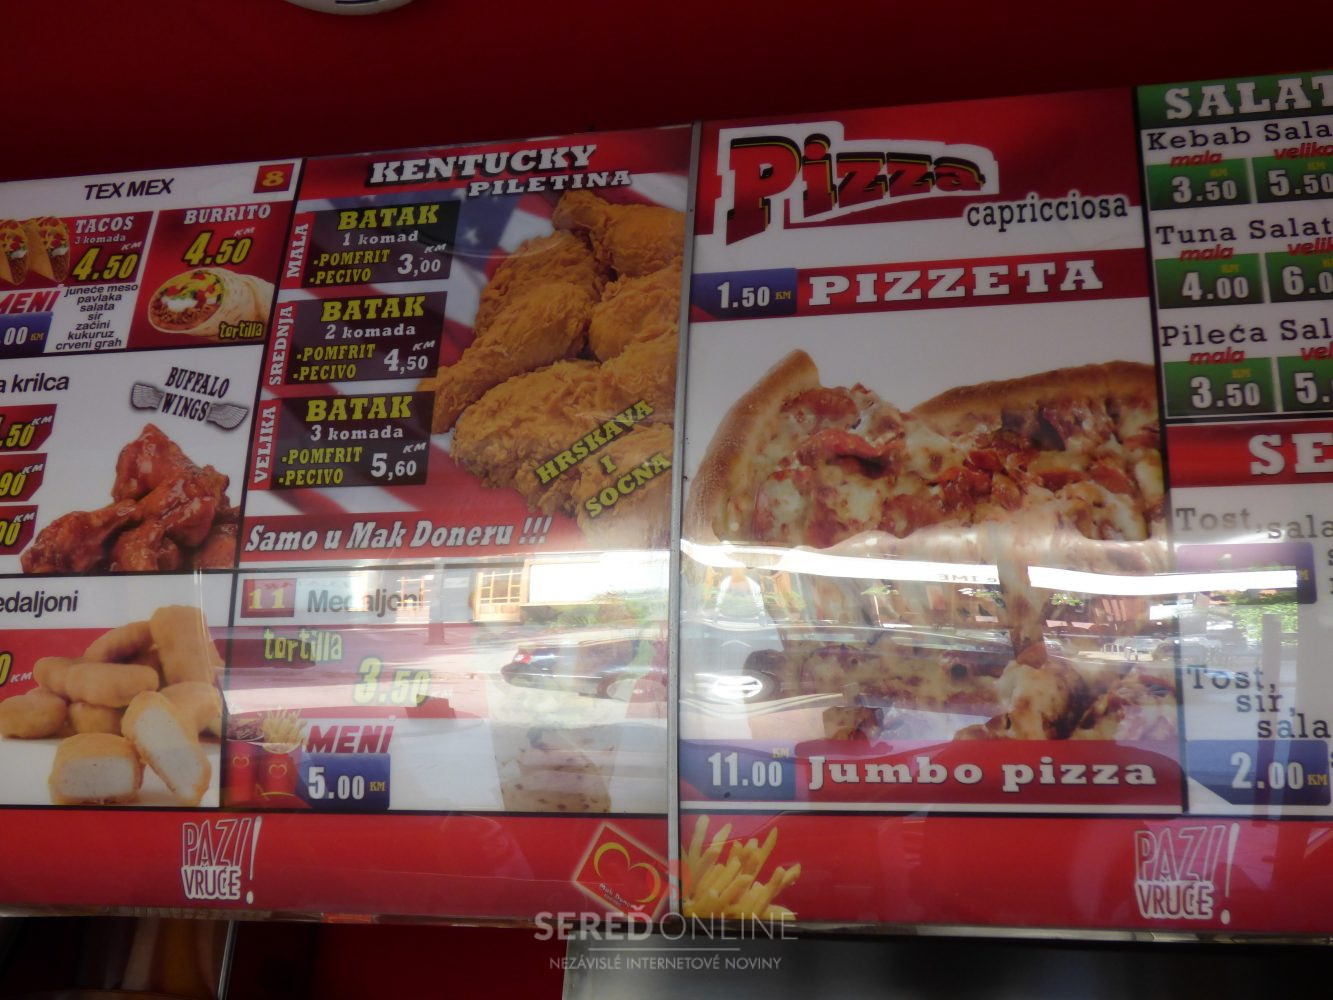 TEX MEX
8
TACOS
3 komada
4.50 KM
BURRITO
4.50 KM
MENI
.00 KM
juneće meso
pavlaka
salata
sir
začini
kukuruz
crveni grah
tortilla
a krilca
.50 KM
.90 KM
00 KM
BUFFALO
WINGS
edaljoni
0 KM
KENTUCKY
PILETINA
MALA
BATAK
1 komad
-POMFRIT
-PECIVO
3,00 KM
SREDNJA
BATAK
2 komada
-POMFRIT
-PECIVO
4,50 KM
VELIKA
BATAK
3 komada
-POMFRIT
-PECIVO
5,60 KM
HRSKAVA
I
SOCNA
Samo u Mak Doneru !!!
11
Medaljoni
tortilla
3.50 KM
MENI
5.00 KM
PAZI!
VRUĆE
Mak Doner
Pizza
capricciosa
1.50 KM PIZZETA
11.00 KM Jumbo pizza
SALAT
Kebab Sala
mala velika
3.50 KM 5.50
Tuna Salat
mala veli
4.00 6.0
Pileća Sal
mala vel
3.50 5.
SE
Tost,
sala
Tost,
sir,
sala
2.00 KM
PAZI!
VRUĆE
SEREDONLINE
NEZÁVISLÉ INTERNETOVÉ NOVINY